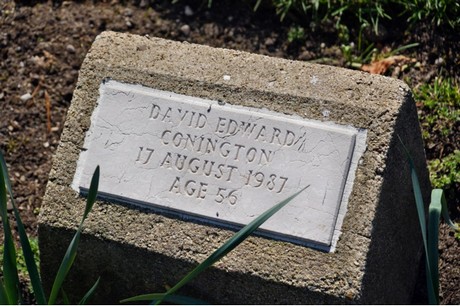 DAVID EDWARD
CONINGTON
17 AUGUST 1987
AGE 56